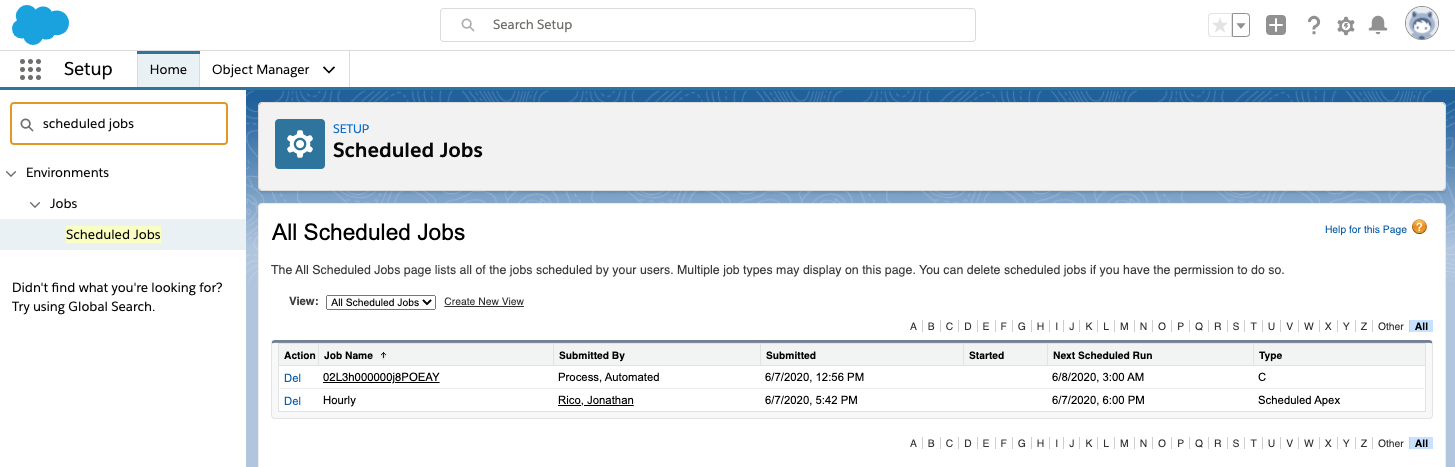 Search Setup
Setup Home Object Manager
scheduled jobs
Environments
Jobs
Scheduled Jobs
Didn't find what you're looking for?
Try using Global Search.
SETUP
Scheduled Jobs
All Scheduled Jobs
Help for this Page ?
The All Scheduled Jobs page lists all of the jobs scheduled by your users. Multiple job types may display on this page. You can delete scheduled jobs if you have the permission to do so.
View: All Scheduled Jobs Create New View
A | B | C | D | E | F | G | H | I | J | K | L | M | N | O | P | Q | R | S | T | U | V | W | X | Y | Z | Other | All
Action Job Name ↑ Submitted By Submitted Started Next Scheduled Run Type
Del 02L3h000000j8POEAY Process, Automated 6/7/2020, 12:56 PM 6/8/2020, 3:00 AM C
Del Hourly Rico, Jonathan 6/7/2020, 5:42 PM 6/7/2020, 6:00 PM Scheduled Apex
A | B | C | D | E | F | G | H | I | J | K | L | M | N | O | P | Q | R | S | T | U | V | W | X | Y | Z | Other | All